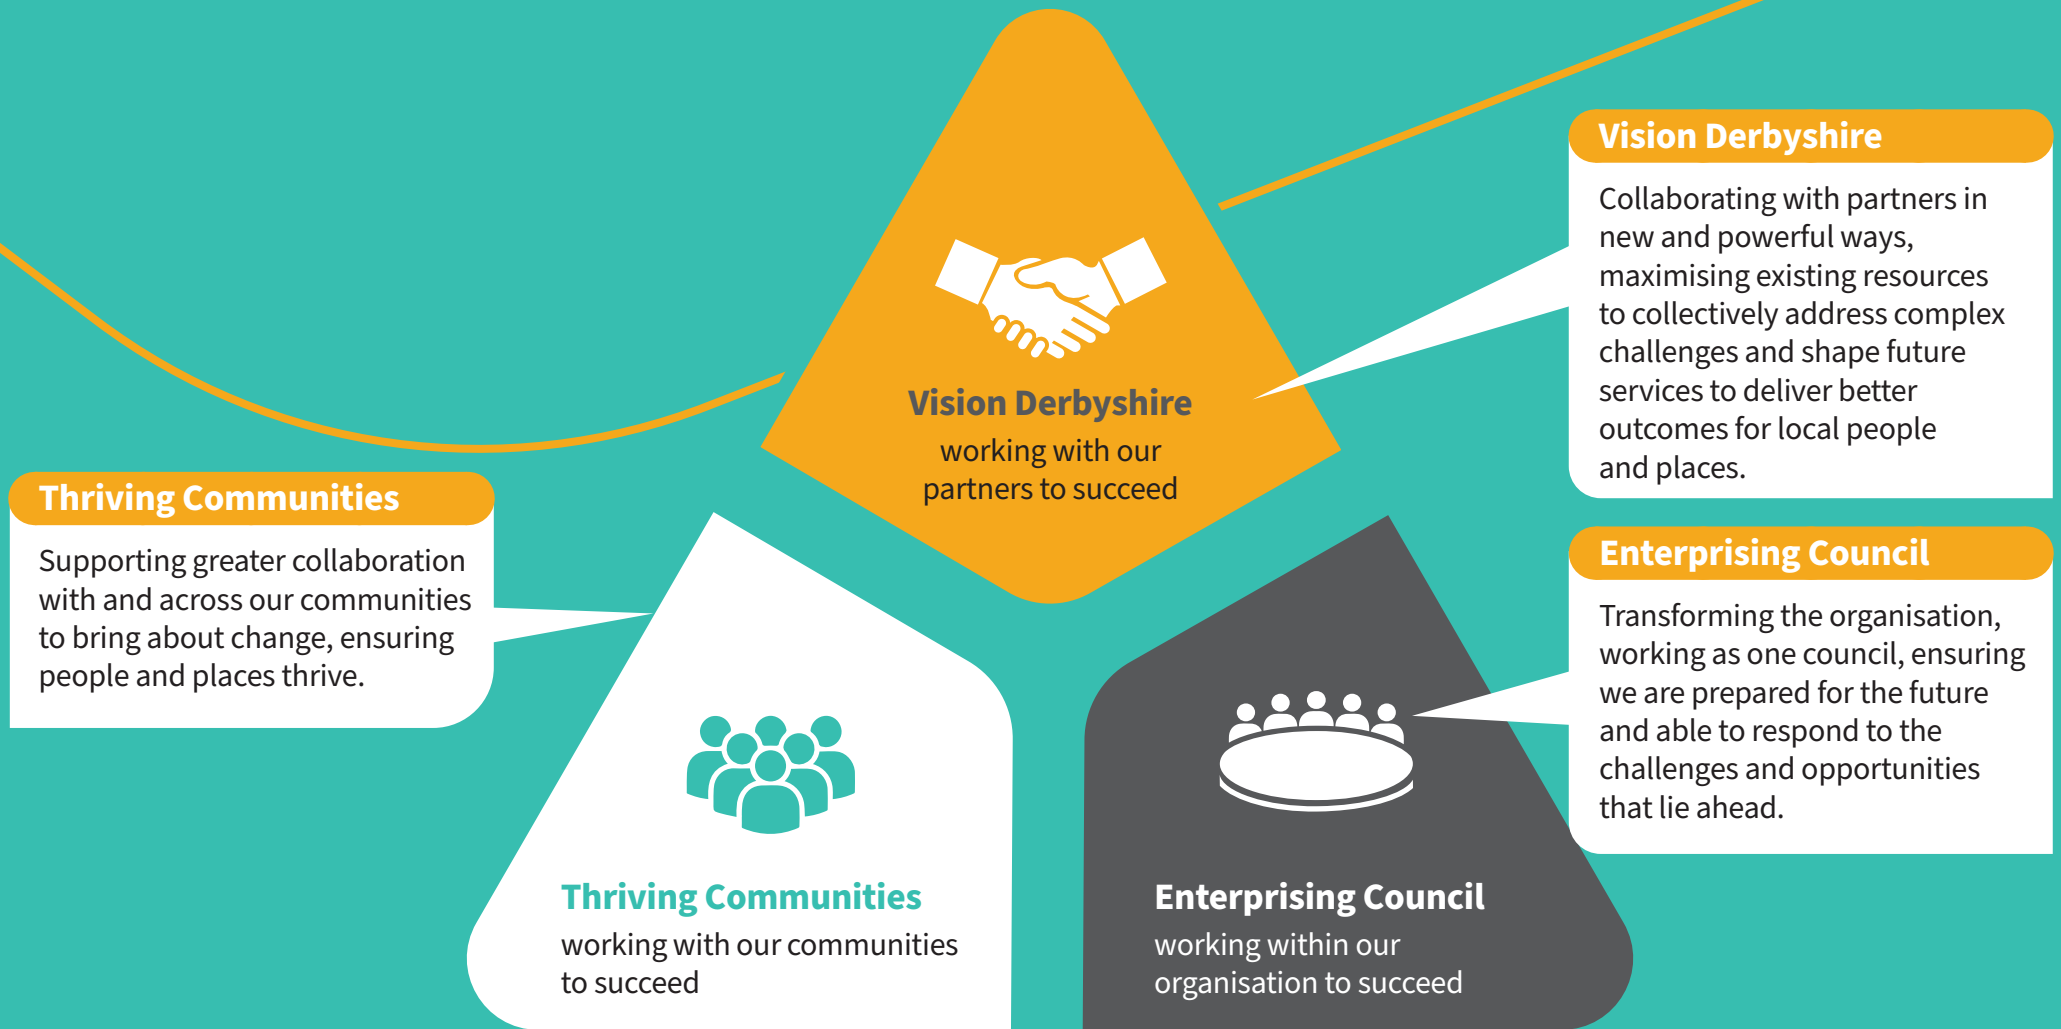 Vision Derbyshire
working with our
partners to succeed
Vision Derbyshire
Collaborating with partners in
new and powerful ways,
maximising existing resources
to collectively address complex
challenges and shape future
services to deliver better
outcomes for local people
and places.
Thriving Communities
Supporting greater collaboration
with and across our communities
to bring about change, ensuring
people and places thrive.
Thriving Communities
working with our communities
to succeed
Enterprising Council
working within our
organisation to succeed
Enterprising Council
Transforming the organisation,
working as one council, ensuring
we are prepared for the future
and able to respond to the
challenges and opportunities
that lie ahead.